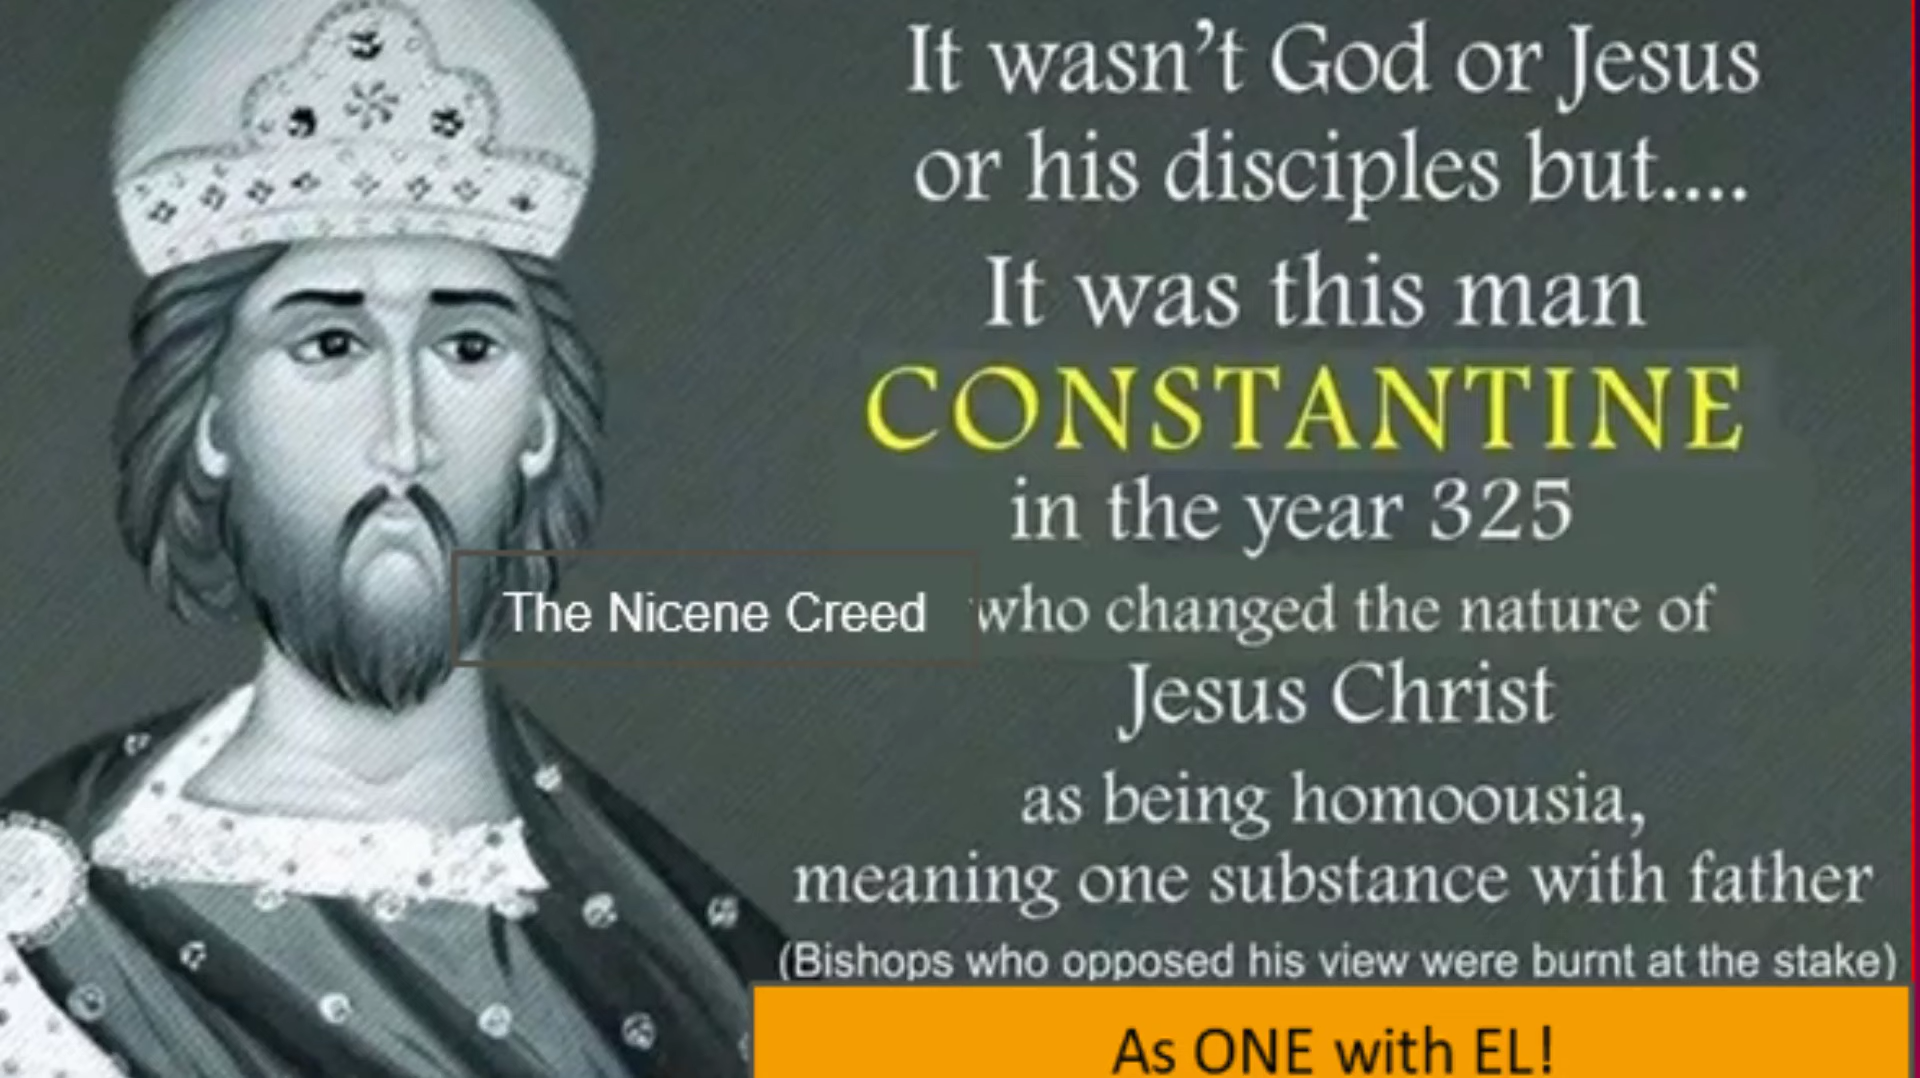 It wasn't God or Jesus
or his disciples but....
It was this man
CONSTANTINE
in the year 325
The Nicene Creed
who changed the nature of
Jesus Christ
as being homoousia,
meaning one substance with father
(Bishops who opposed his view were burnt at the stake)
As ONE with EL!